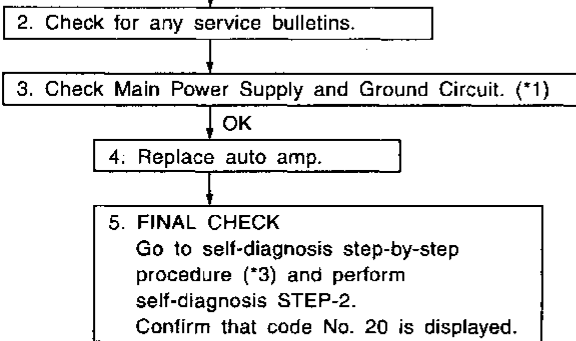 2. Check for any service bulletins.
3. Check Main Power Supply and Ground Circuit. (*1)
OK
4. Replace auto amp.
5. FINAL CHECK
Go to self-diagnosis step-by-step
procedure (*3) and perform
self-diagnosis STEP-2.
Confirm that code No. 20 is displayed.